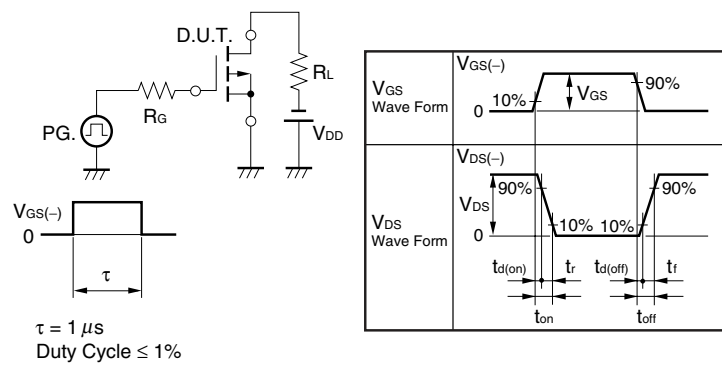 D.U.T.
RL
RG
PG.
VDD
VGS(−)
0
τ
τ = 1 μs
Duty Cycle ≤ 1%
VGS
Wave Form
VGS(−)
10%
0
VGS
90%
VDS
Wave Form
VDS(−)
90%
VDS
0
10% 10%
90%
td(on) tr td(off) tf
ton toff